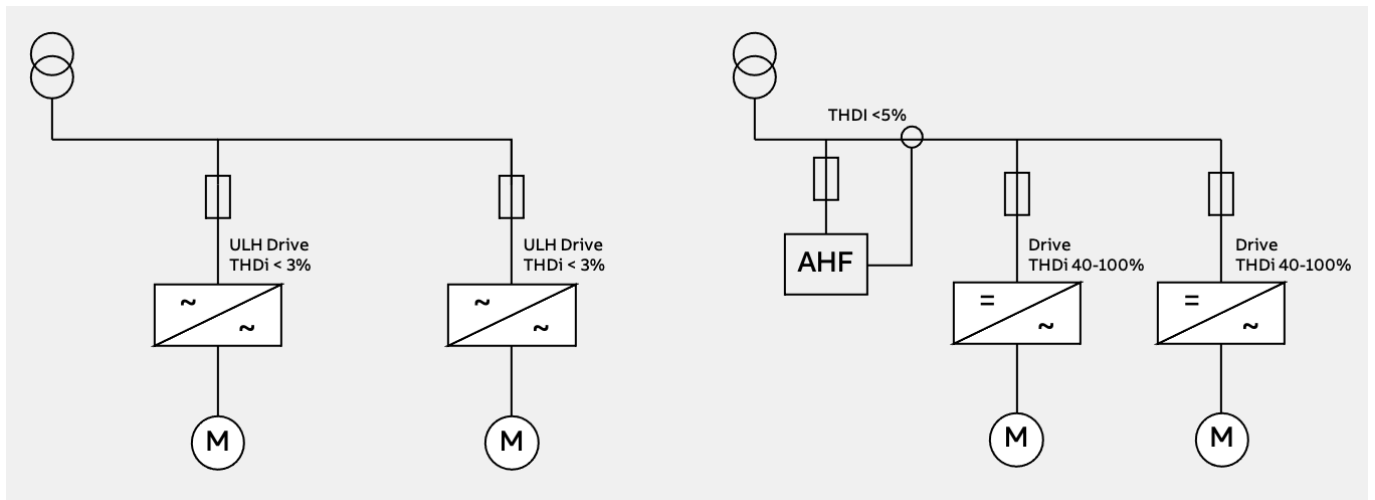 ULH Drive
THDi < 3%
~
~
M
ULH Drive
THDi < 3%
~
~
M
THDI <5%
AHF
Drive
THDi 40-100%
=
~
M
Drive
THDi 40-100%
=
~
M